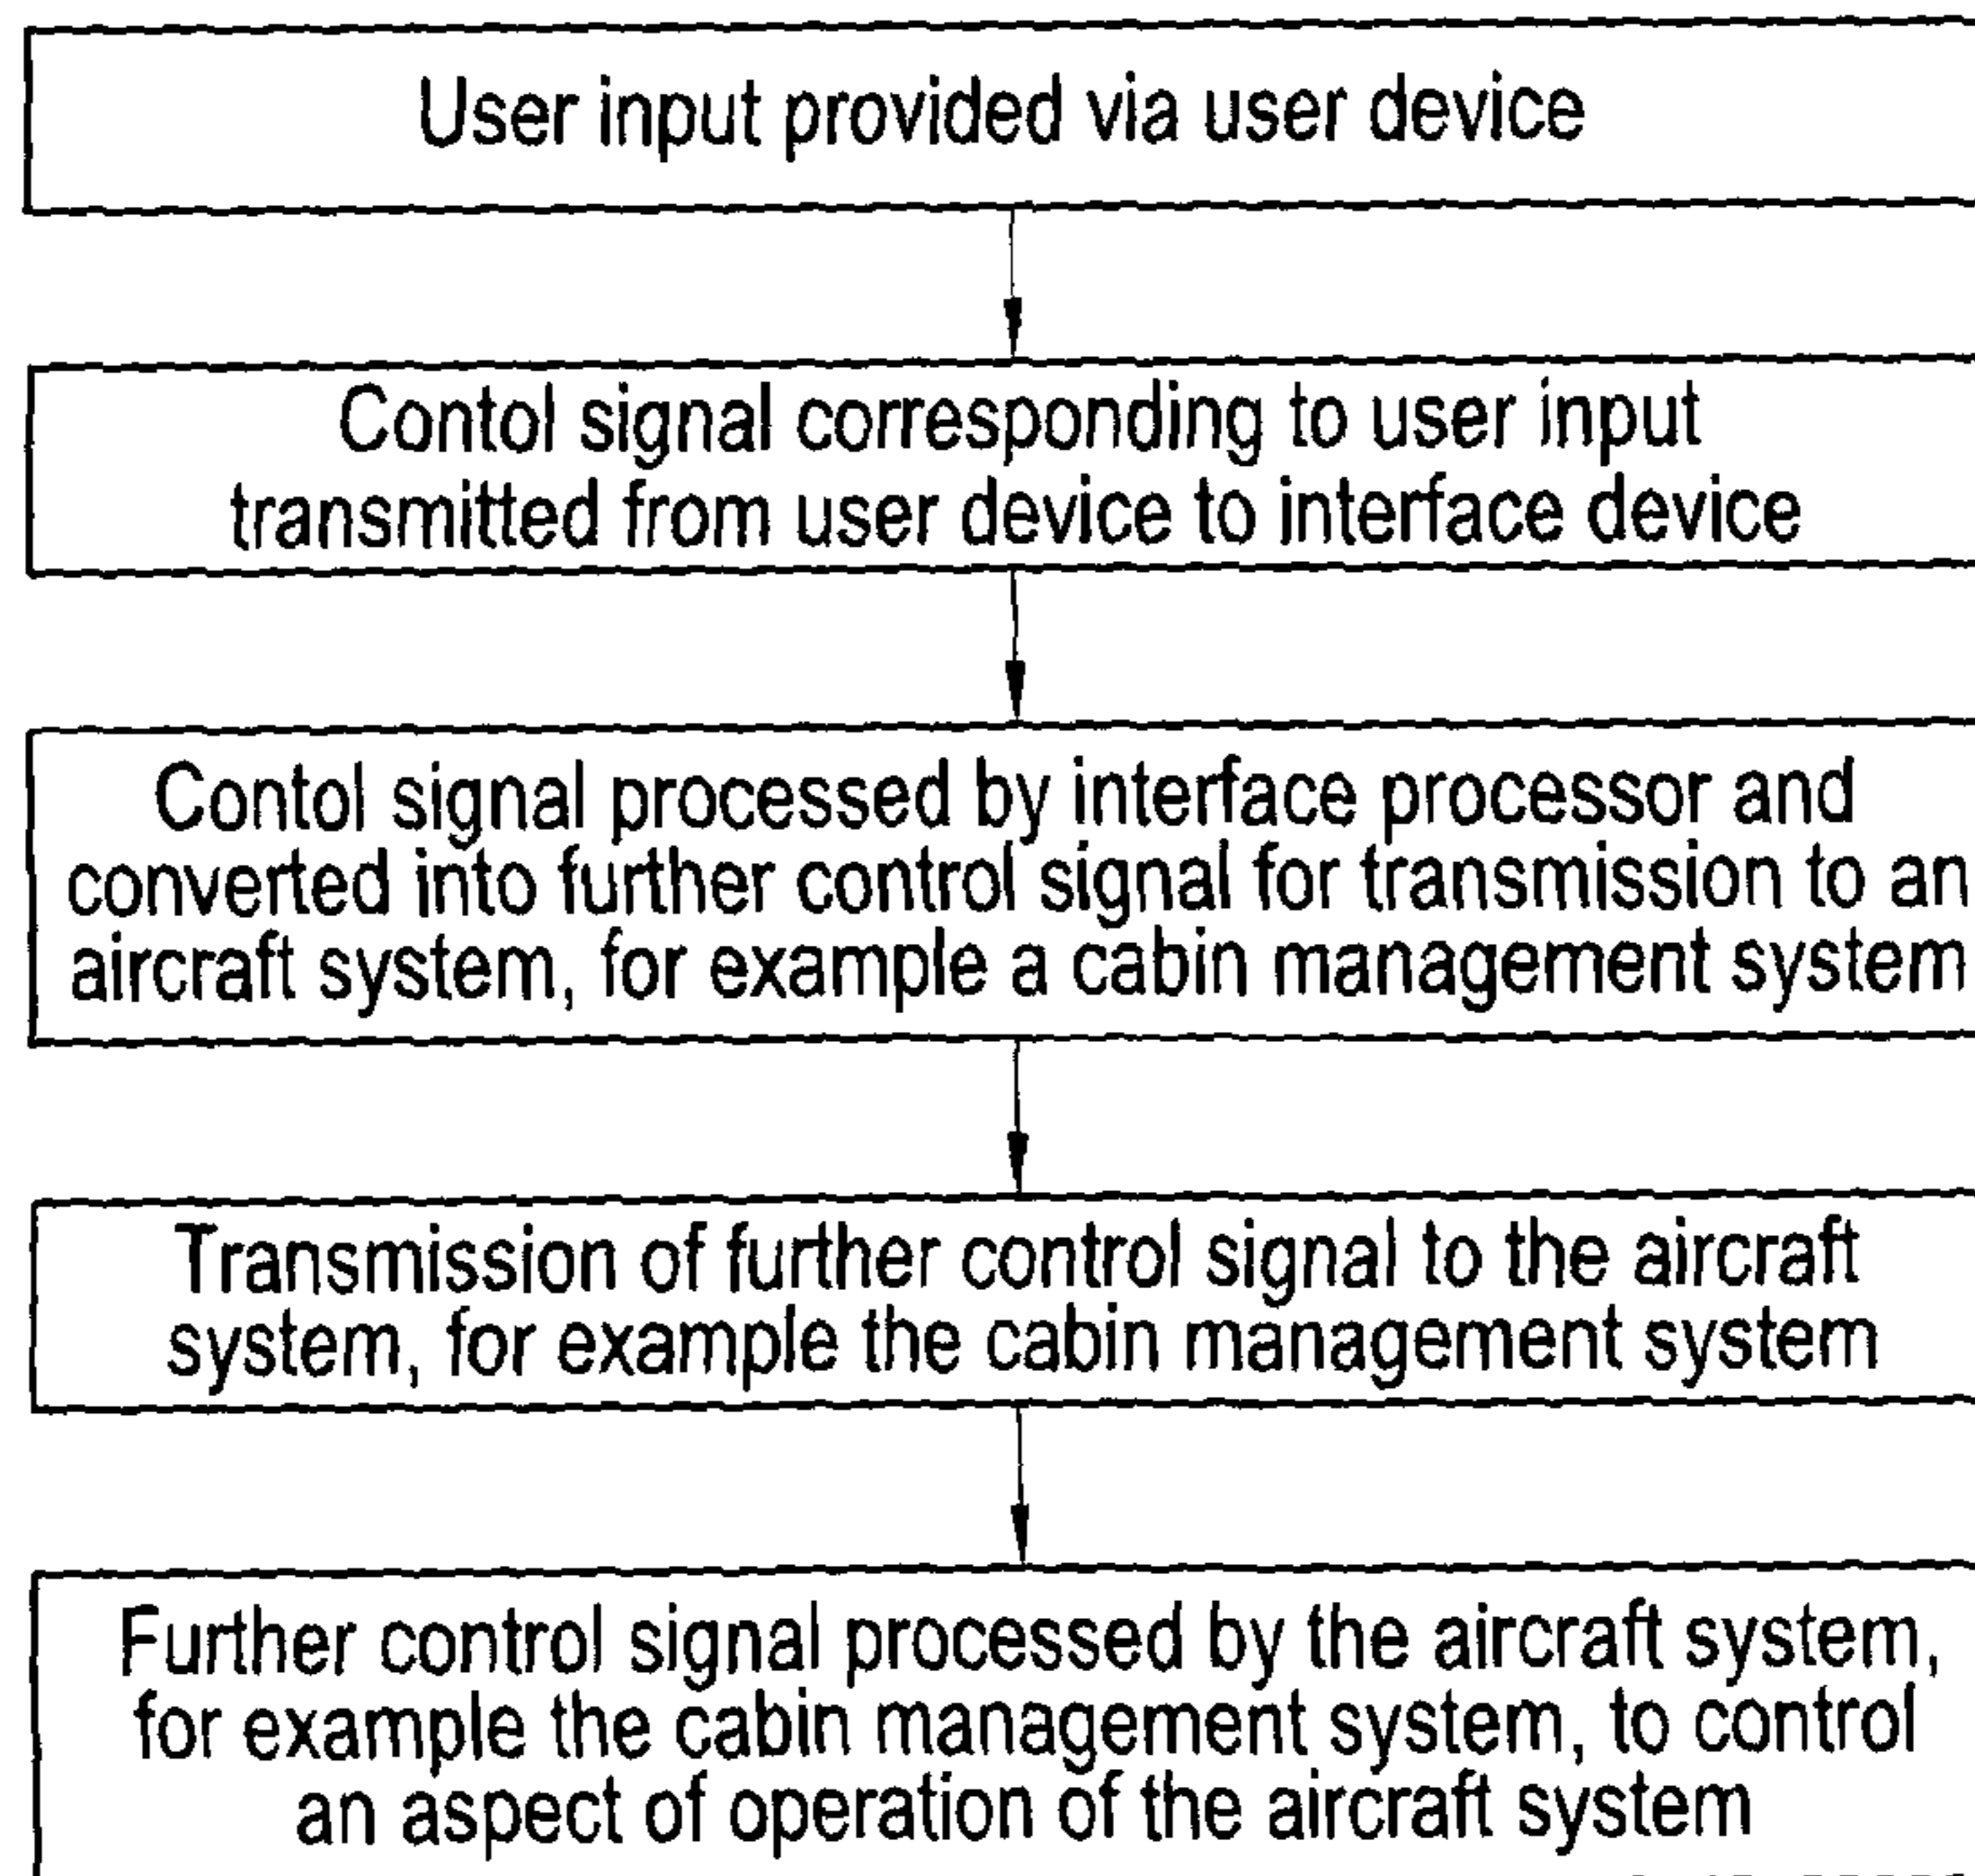 User input provided via user device
Contol signal corresponding to user input
transmitted from user device to interface device
Contol signal processed by interface processor and
converted into further control signal for transmission to an
aircraft system, for example a cabin management system
Transmission of further control signal to the aircraft
system, for example the cabin management system
Further control signal processed by the aircraft system,
for example the cabin management system, to control
an aspect of operation of the aircraft system